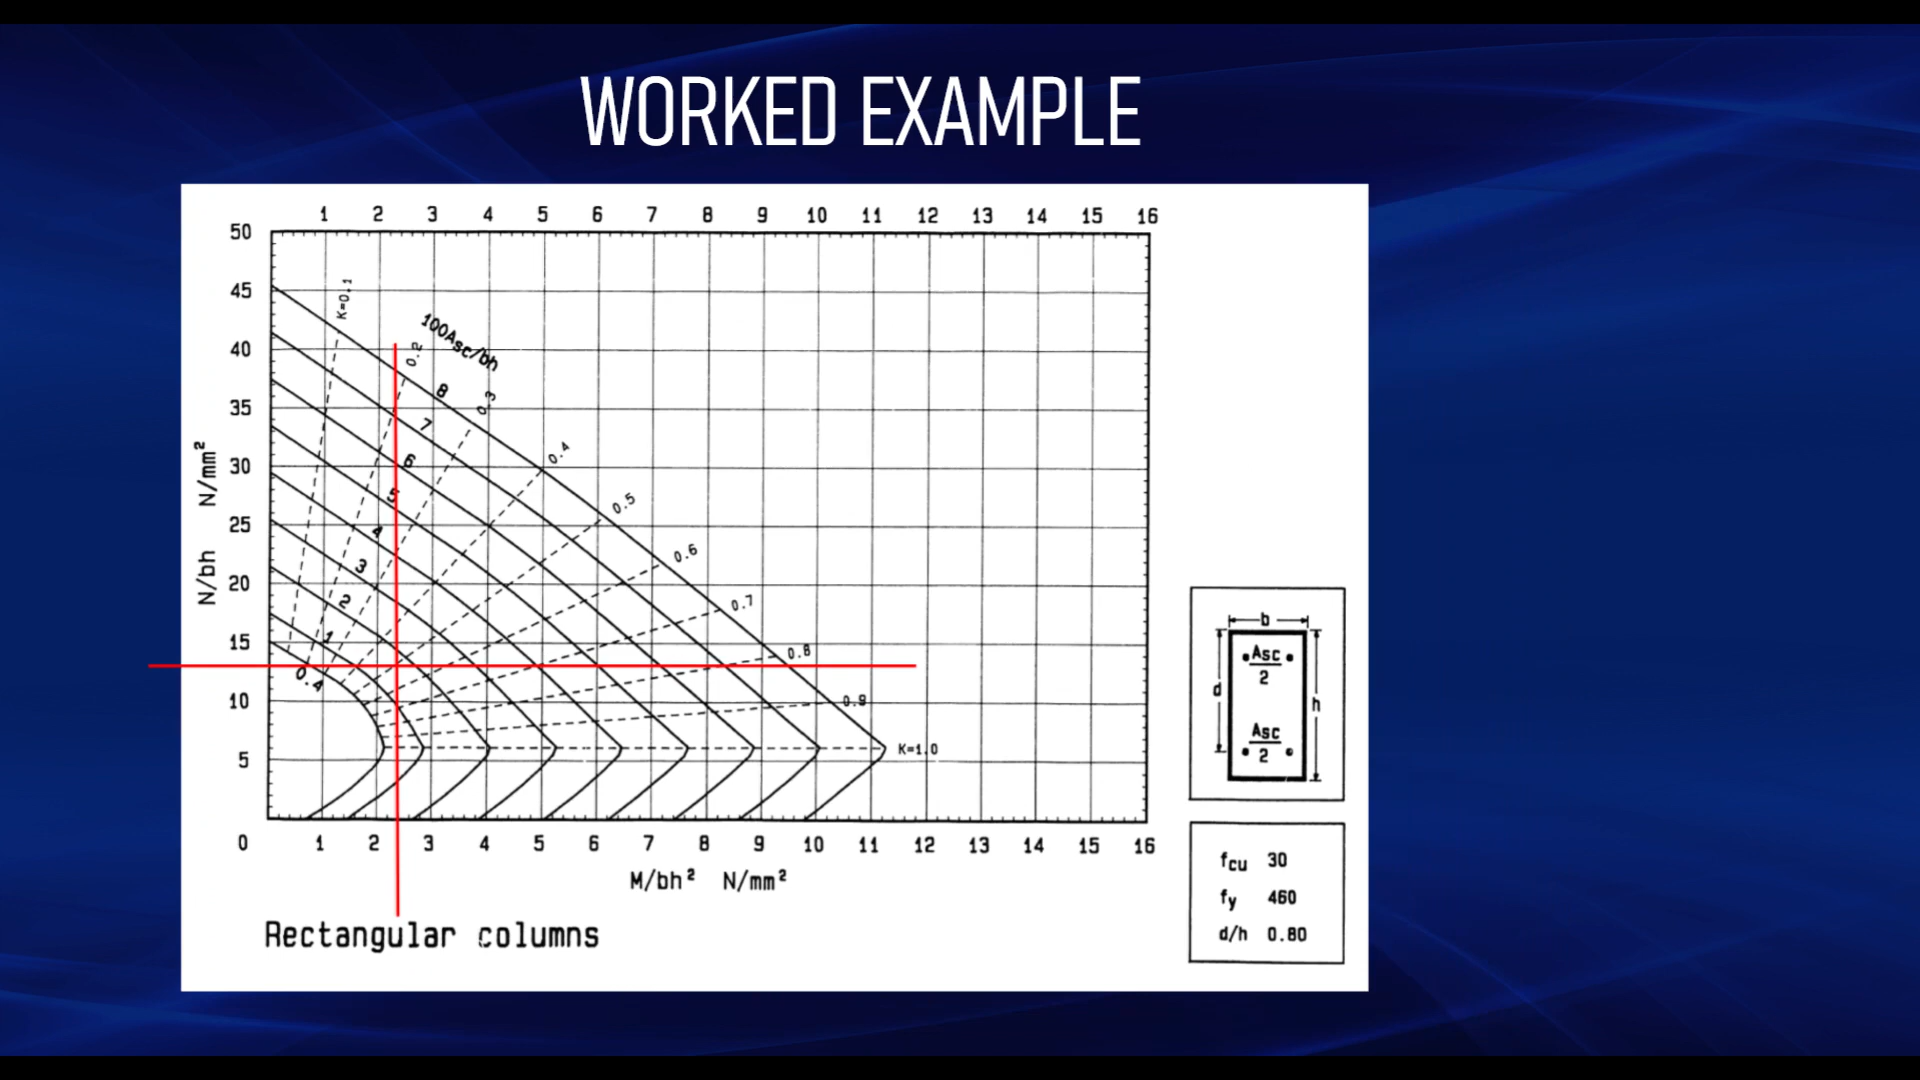 WORKED EXAMPLE
1 2 3 4 5 6 7 8 9 10 11 12 13 14 15 16
50
45
40
35
30
25
20
15
10
5
0
N/bh N/mm²
K=0.1
0.2
0.3
0.4
0.5
0.6
0.7
0.8
0.9
K=1.0
100Asc/bh
8
7
6
5
4
3
2
1
0.4
1 2 3 4 5 6 7 8 9 10 11 12 13 14 15 16
M/bh² N/mm²
Rectangular columns
b
d
h
Asc
2
Asc
2
fcu 30
fy 460
d/h 0.80